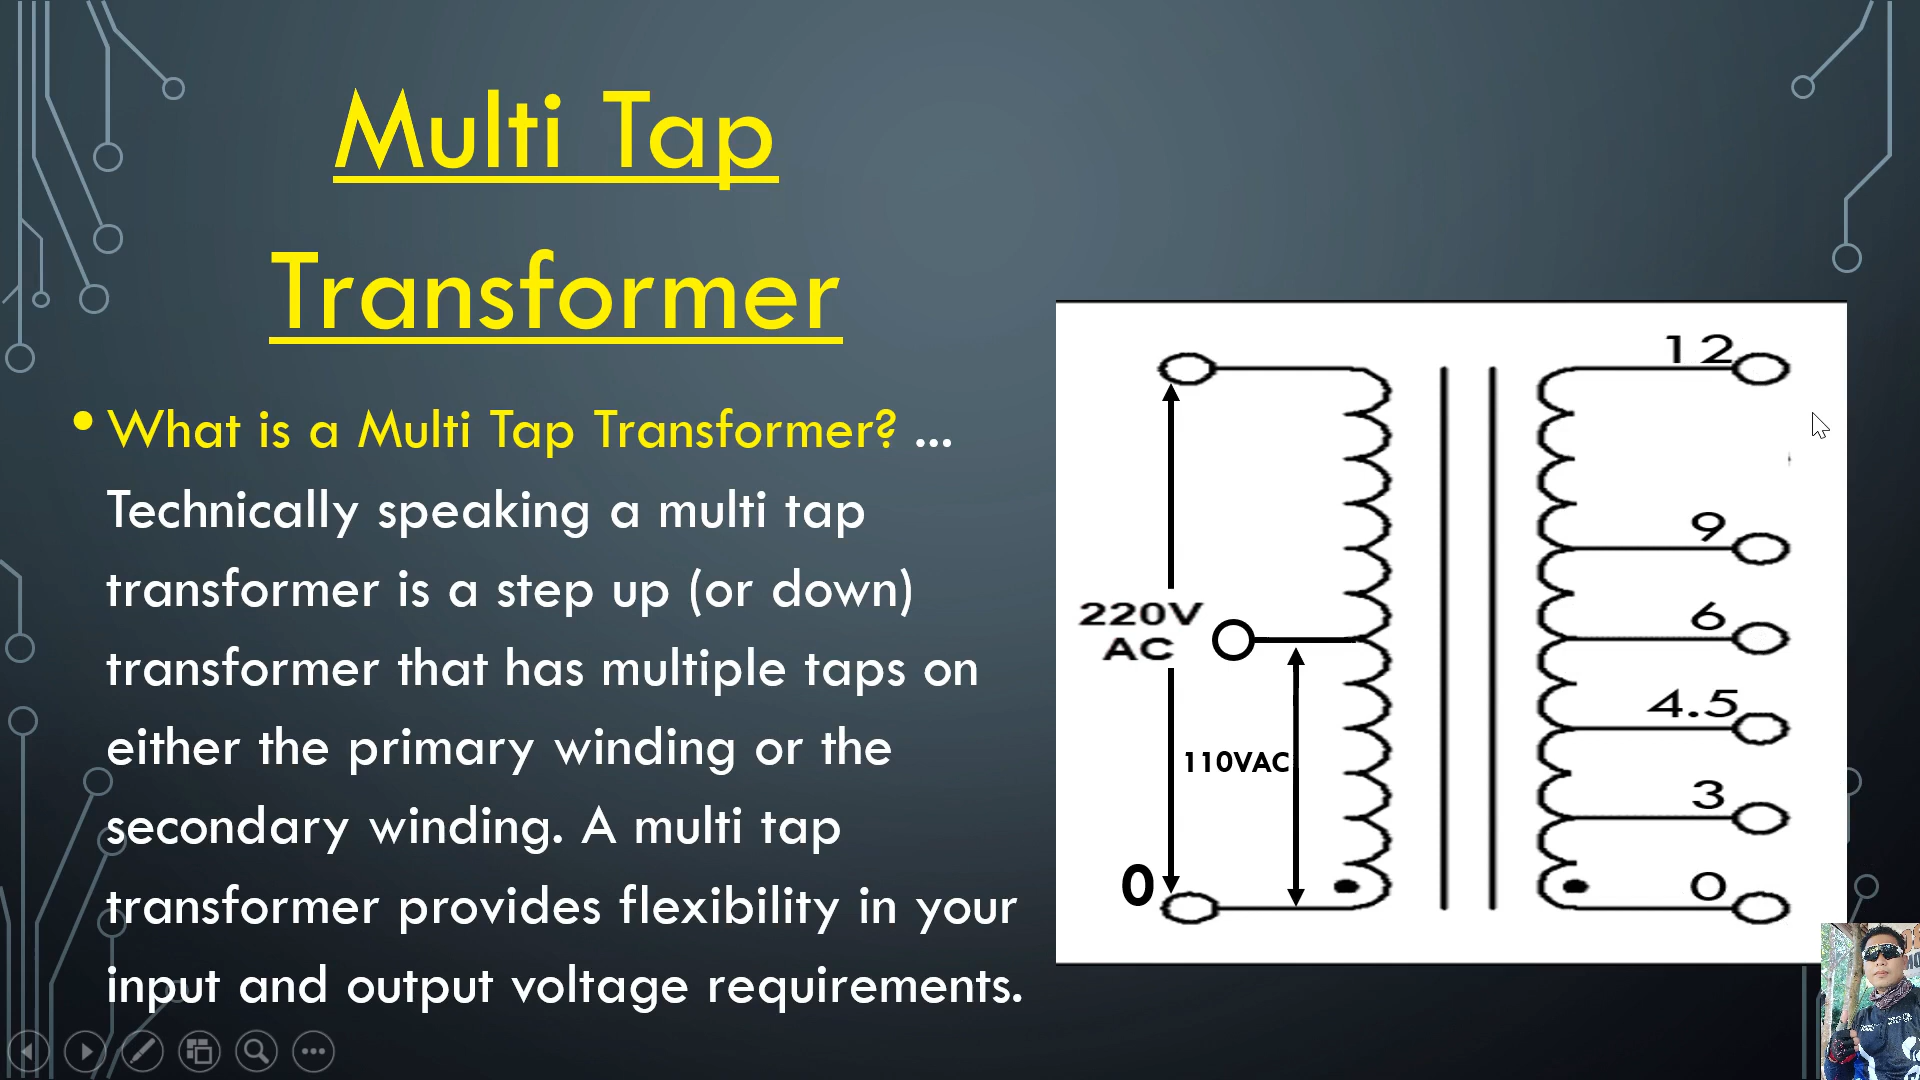 Multi Tap
Transformer
• What is a Multi Tap Transformer? ...
Technically speaking a multi tap
transformer is a step up (or down)
transformer that has multiple taps on
either the primary winding or the
secondary winding. A multi tap
transformer provides flexibility in your
input and output voltage requirements.
12
9
220V
AC
6
4.5
110VAC
3
0
0